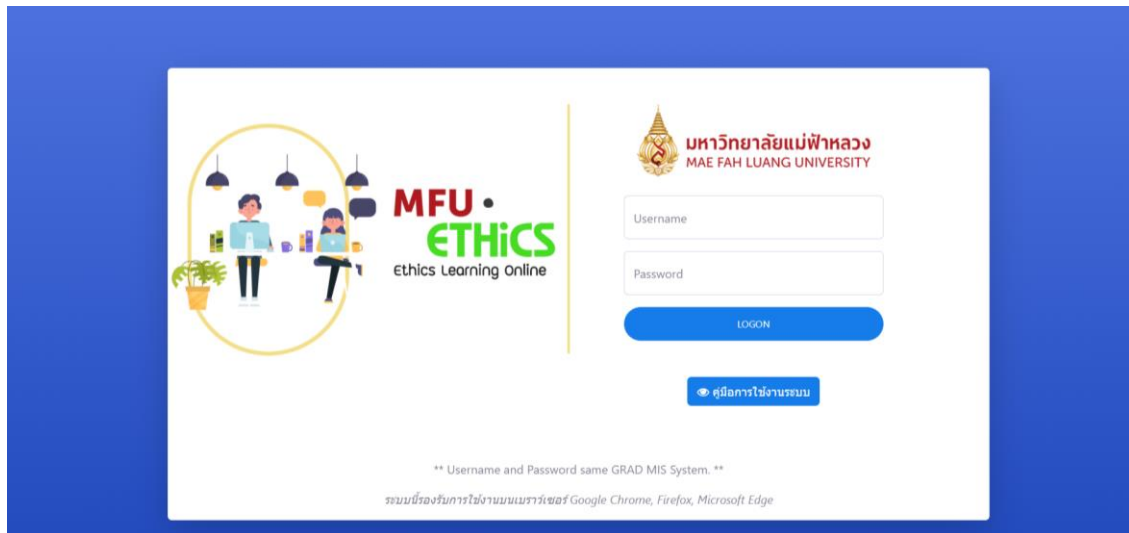 MFU •
ETHiCS
Ethics Learning Online
มหาวิทยาลัยแม่ฟ้าหลวง
MAE FAH LUANG UNIVERSITY
Username
Password
LOGON
คู่มือการใช้งานระบบ
** Username and Password same GRAD MIS System. **
ระบบนี้รองรับการใช้งานบนเบราว์เซอร์ Google Chrome, Firefox, Microsoft Edge